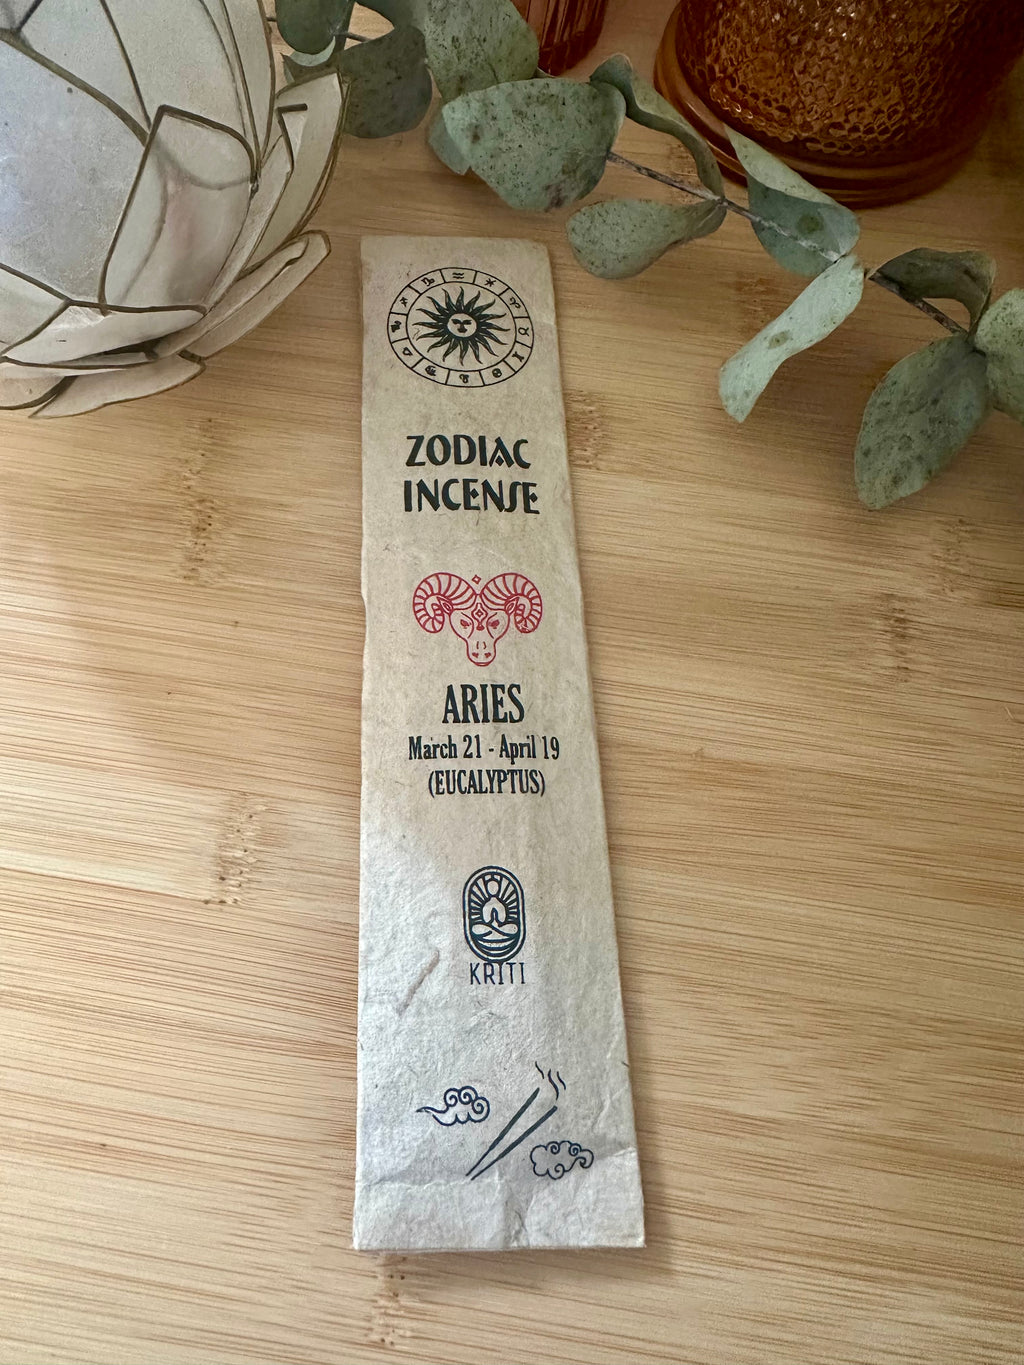 ZODIAC
INCENSE
ARIES
March 21 - April 19
(EUCALYPTUS)
KRITI